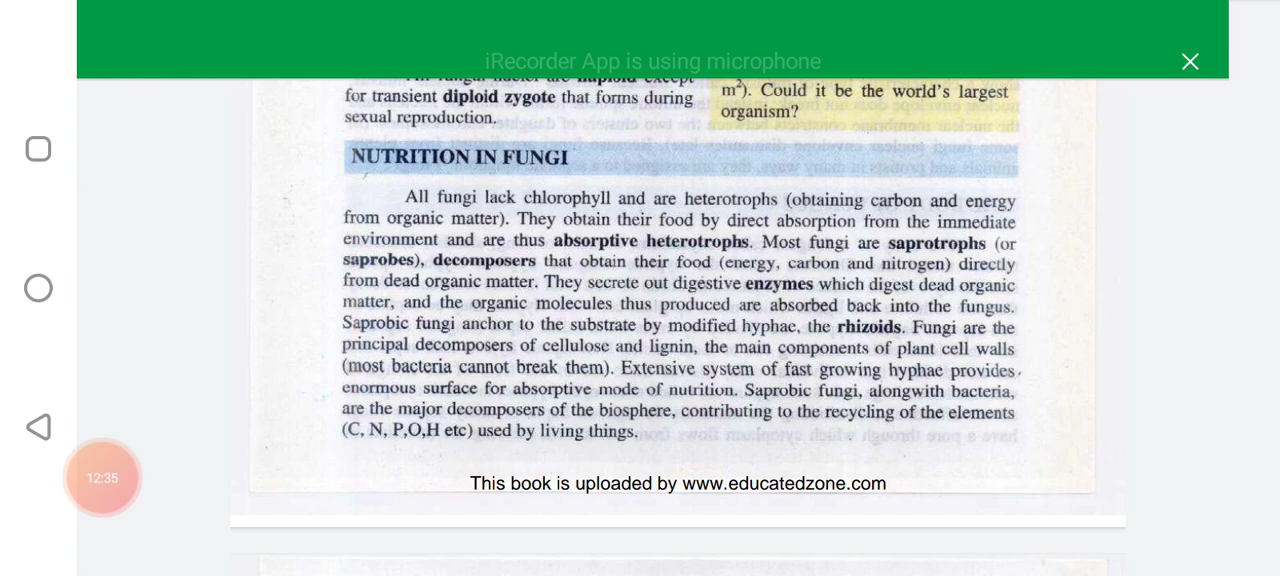 iRecorder App is using microphone
for transient diploid zygote that forms during
sexual reproduction.
m²). Could it be the world's largest
organism?
NUTRITION IN FUNGI
All fungi lack chlorophyll and are heterotrophs (obtaining carbon and energy
from organic matter). They obtain their food by direct absorption from the immediate
environment and are thus absorptive heterotrophs. Most fungi are saprotrophs (or
saprobes), decomposers that obtain their food (energy, carbon and nitrogen) directly
from dead organic matter. They secrete out digestive enzymes which digest dead organic
matter, and the organic molecules thus produced are absorbed back into the fungus.
Saprobic fungi anchor to the substrate by modified hyphae, the rhizoids. Fungi are the
principal decomposers of cellulose and lignin, the main components of plant cell walls
(most bacteria cannot break them). Extensive system of fast growing hyphae provides
enormous surface for absorptive mode of nutrition. Saprobic fungi, alongwith bacteria,
are the major decomposers of the biosphere, contributing to the recycling of the elements
(C, N, P,O,H etc) used by living things.
This book is uploaded by www.educatedzone.com
12:35